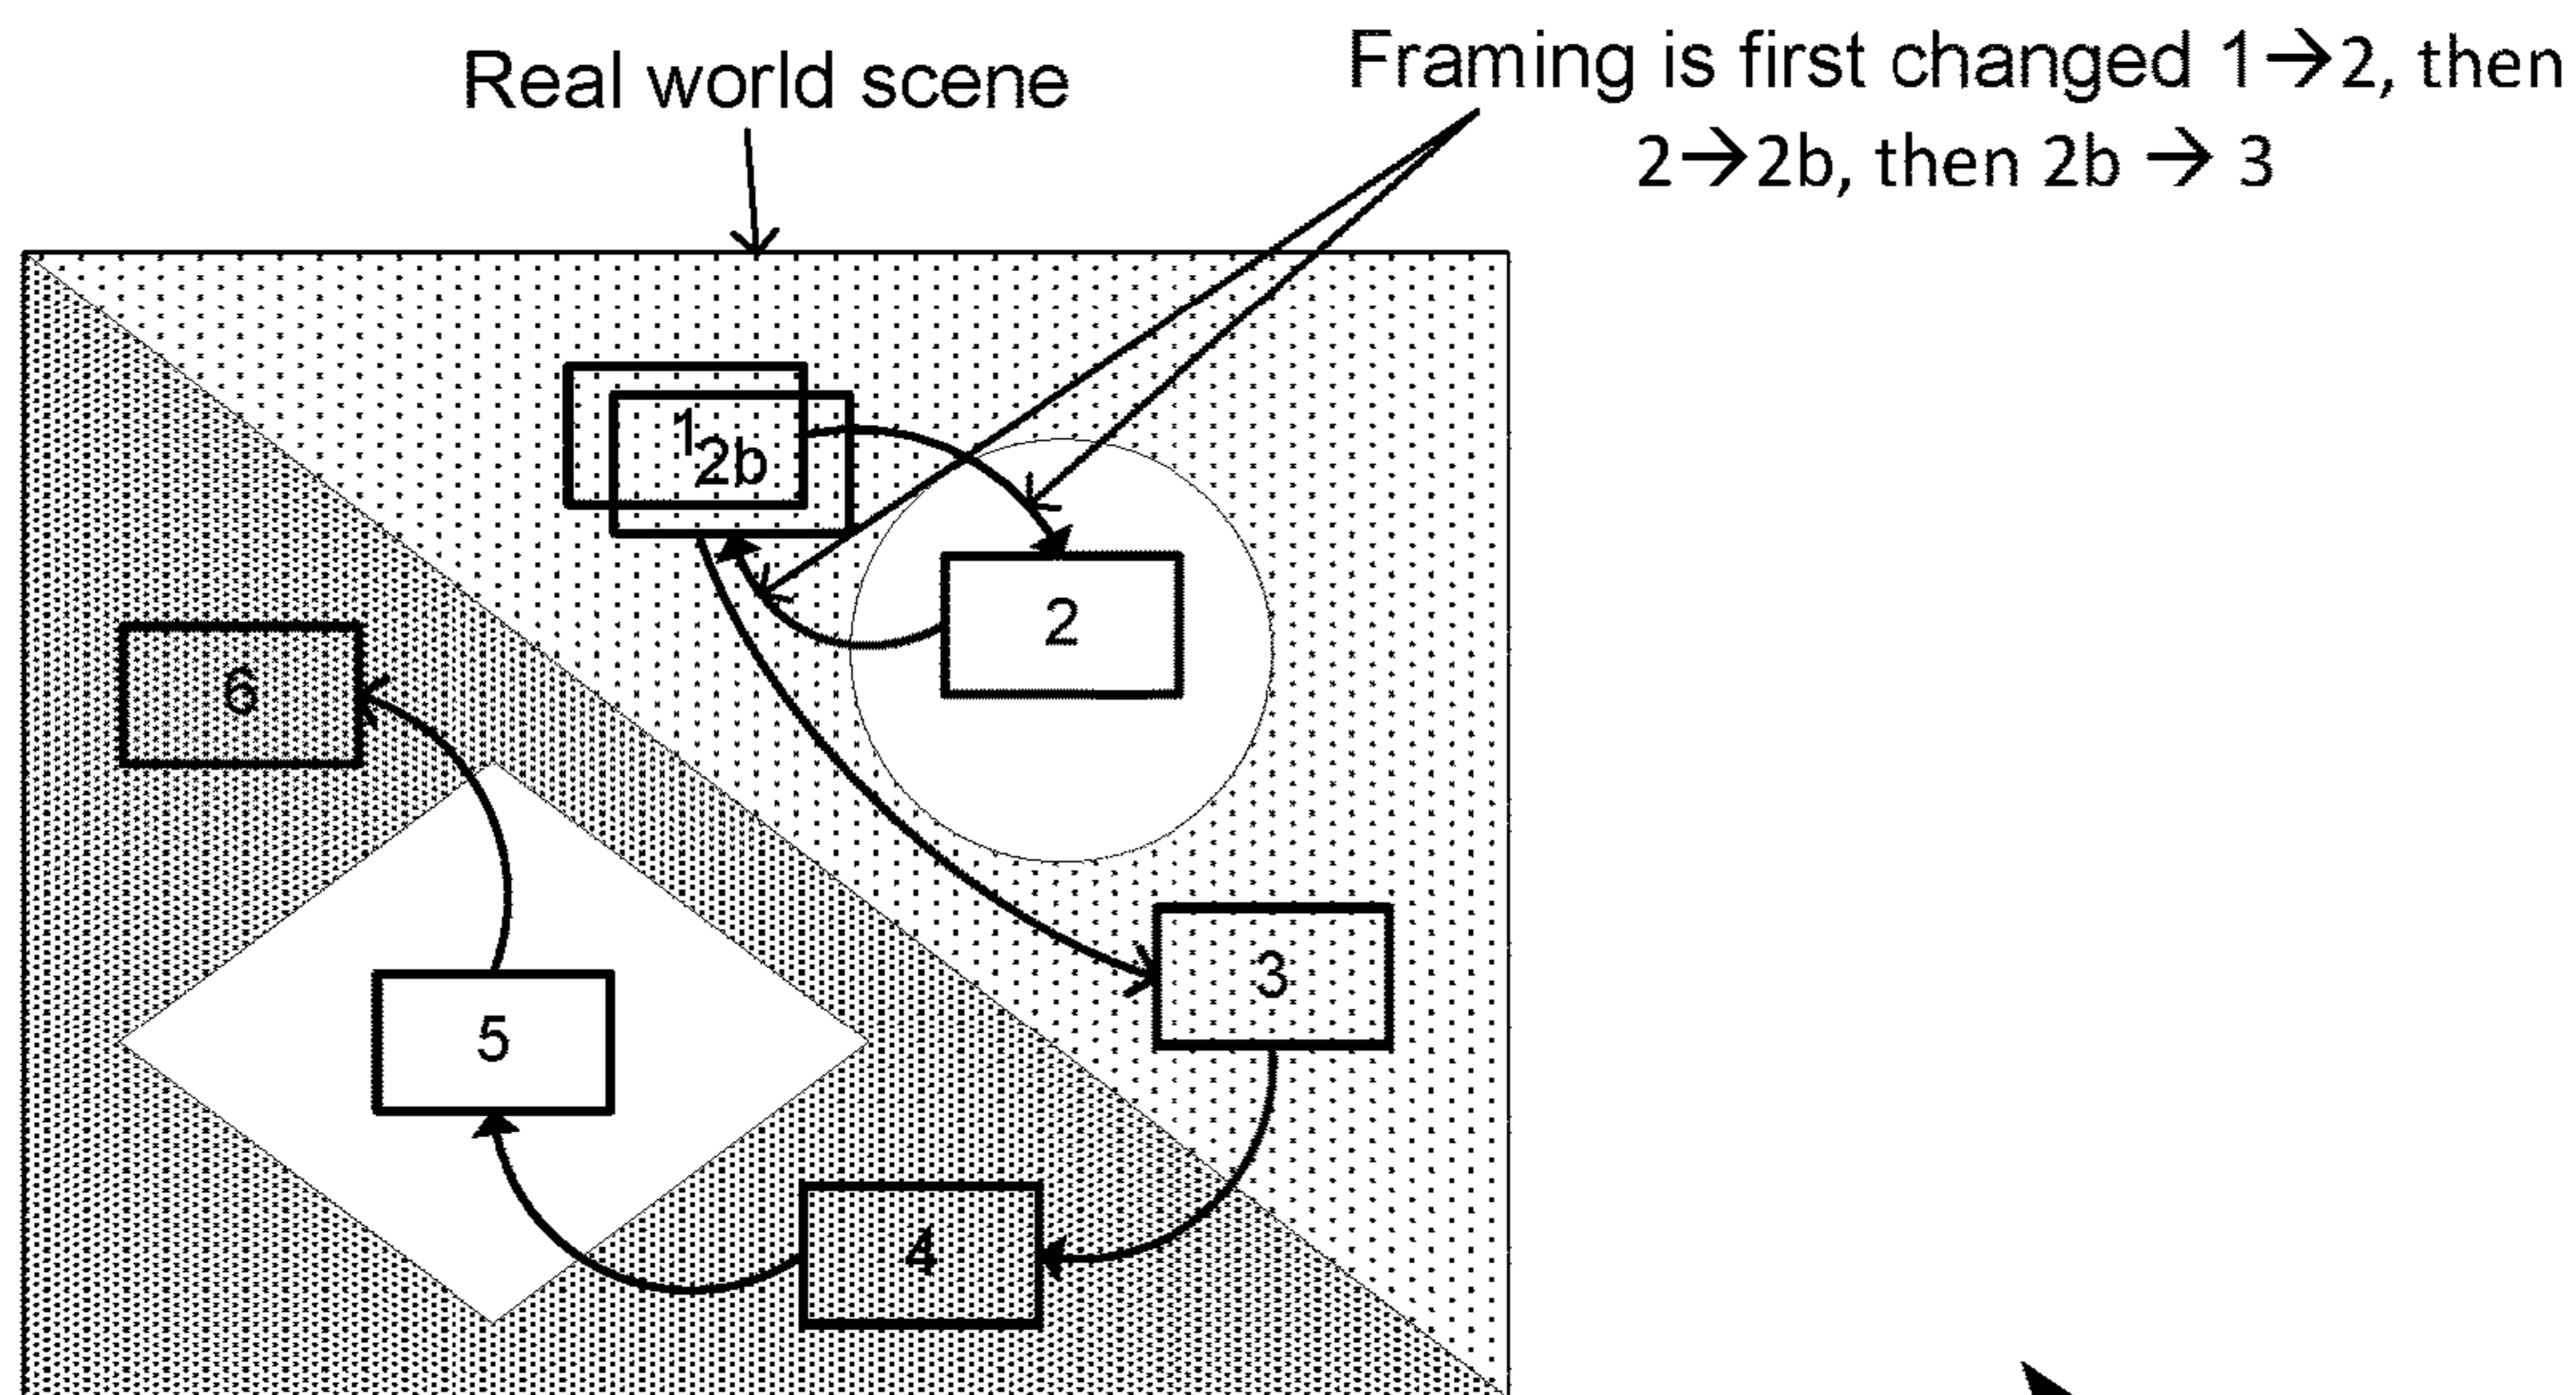 Real world scene
Framing is first changed 1→2, then
2→2b, then 2b → 3
1
2b
2
6
3
5
4